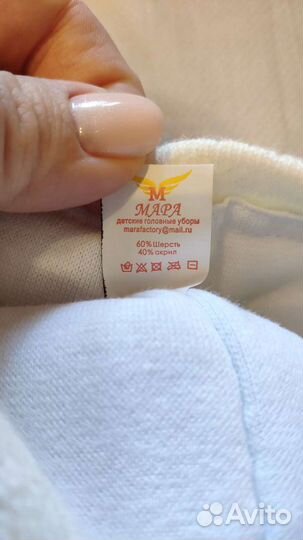 М
МАРА
детские головные уборы
marafactory@mail.ru
60% Шерсть
40% акрил
Avito